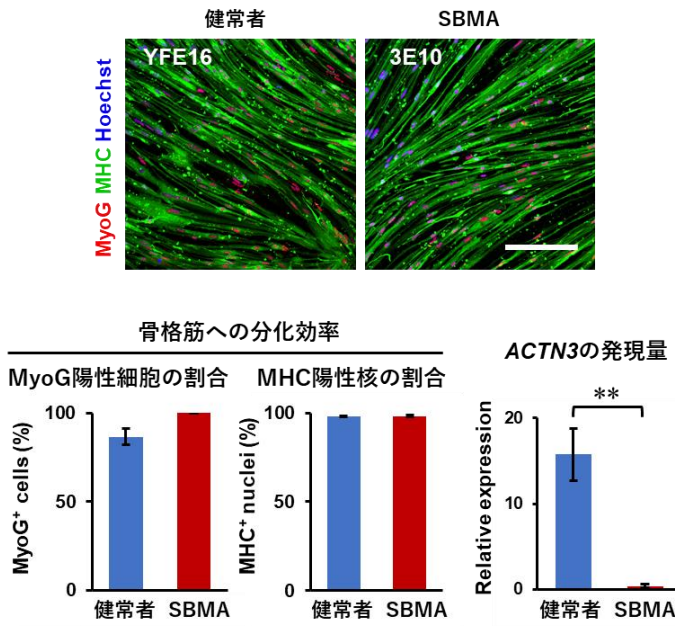 健常者 SBMA
YFE16 3E10
MyoG MHC Hoechst
骨格筋への分化効率
MyoG陽性細胞の割合 MHC陽性核の割合 ACTN3の発現量
MyoG⁺ cells (%)
100
50
0
健常者 SBMA
MHC⁺ nuclei (%)
100
50
0
健常者 SBMA
Relative expression
20
10
0
**
健常者 SBMA